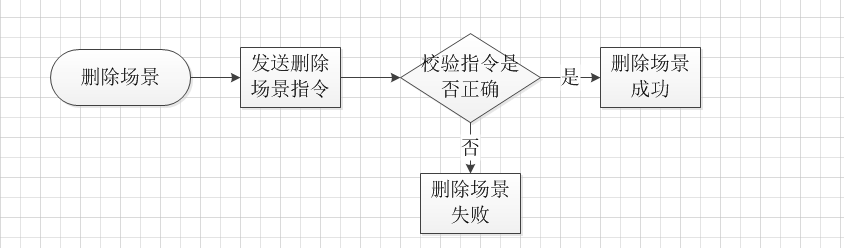 删除场景
发送删除
场景指令
校验指令是
否正确
是
删除场景
成功
否
删除场景
失败